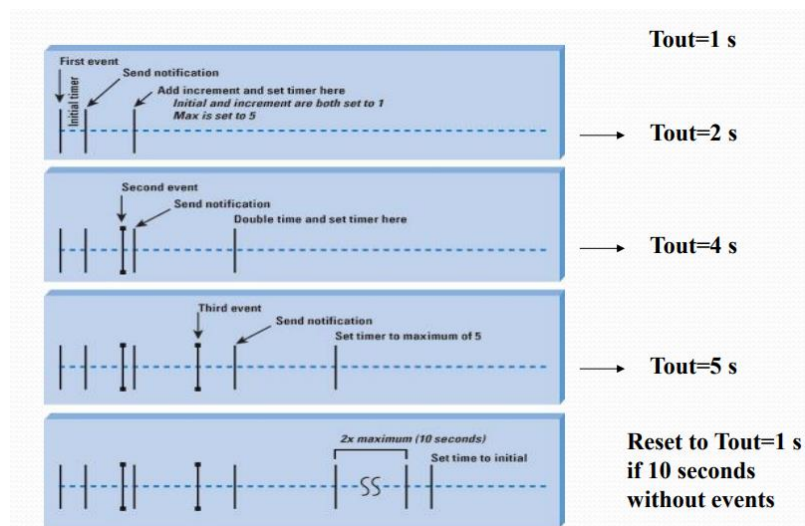 Tout=1 s
First event
Send notification
Initial timer
Add increment and set timer here
Initial and increment are both set to 1
Max is set to 5
Tout=2 s
Second event
Send notification
Double time and set timer here
Tout=4 s
Third event
Send notification
Set timer to maximum of 5
Tout=5 s
2x maximum (10 seconds)
Set time to initial
SS
Reset to Tout=1 s
if 10 seconds
without events